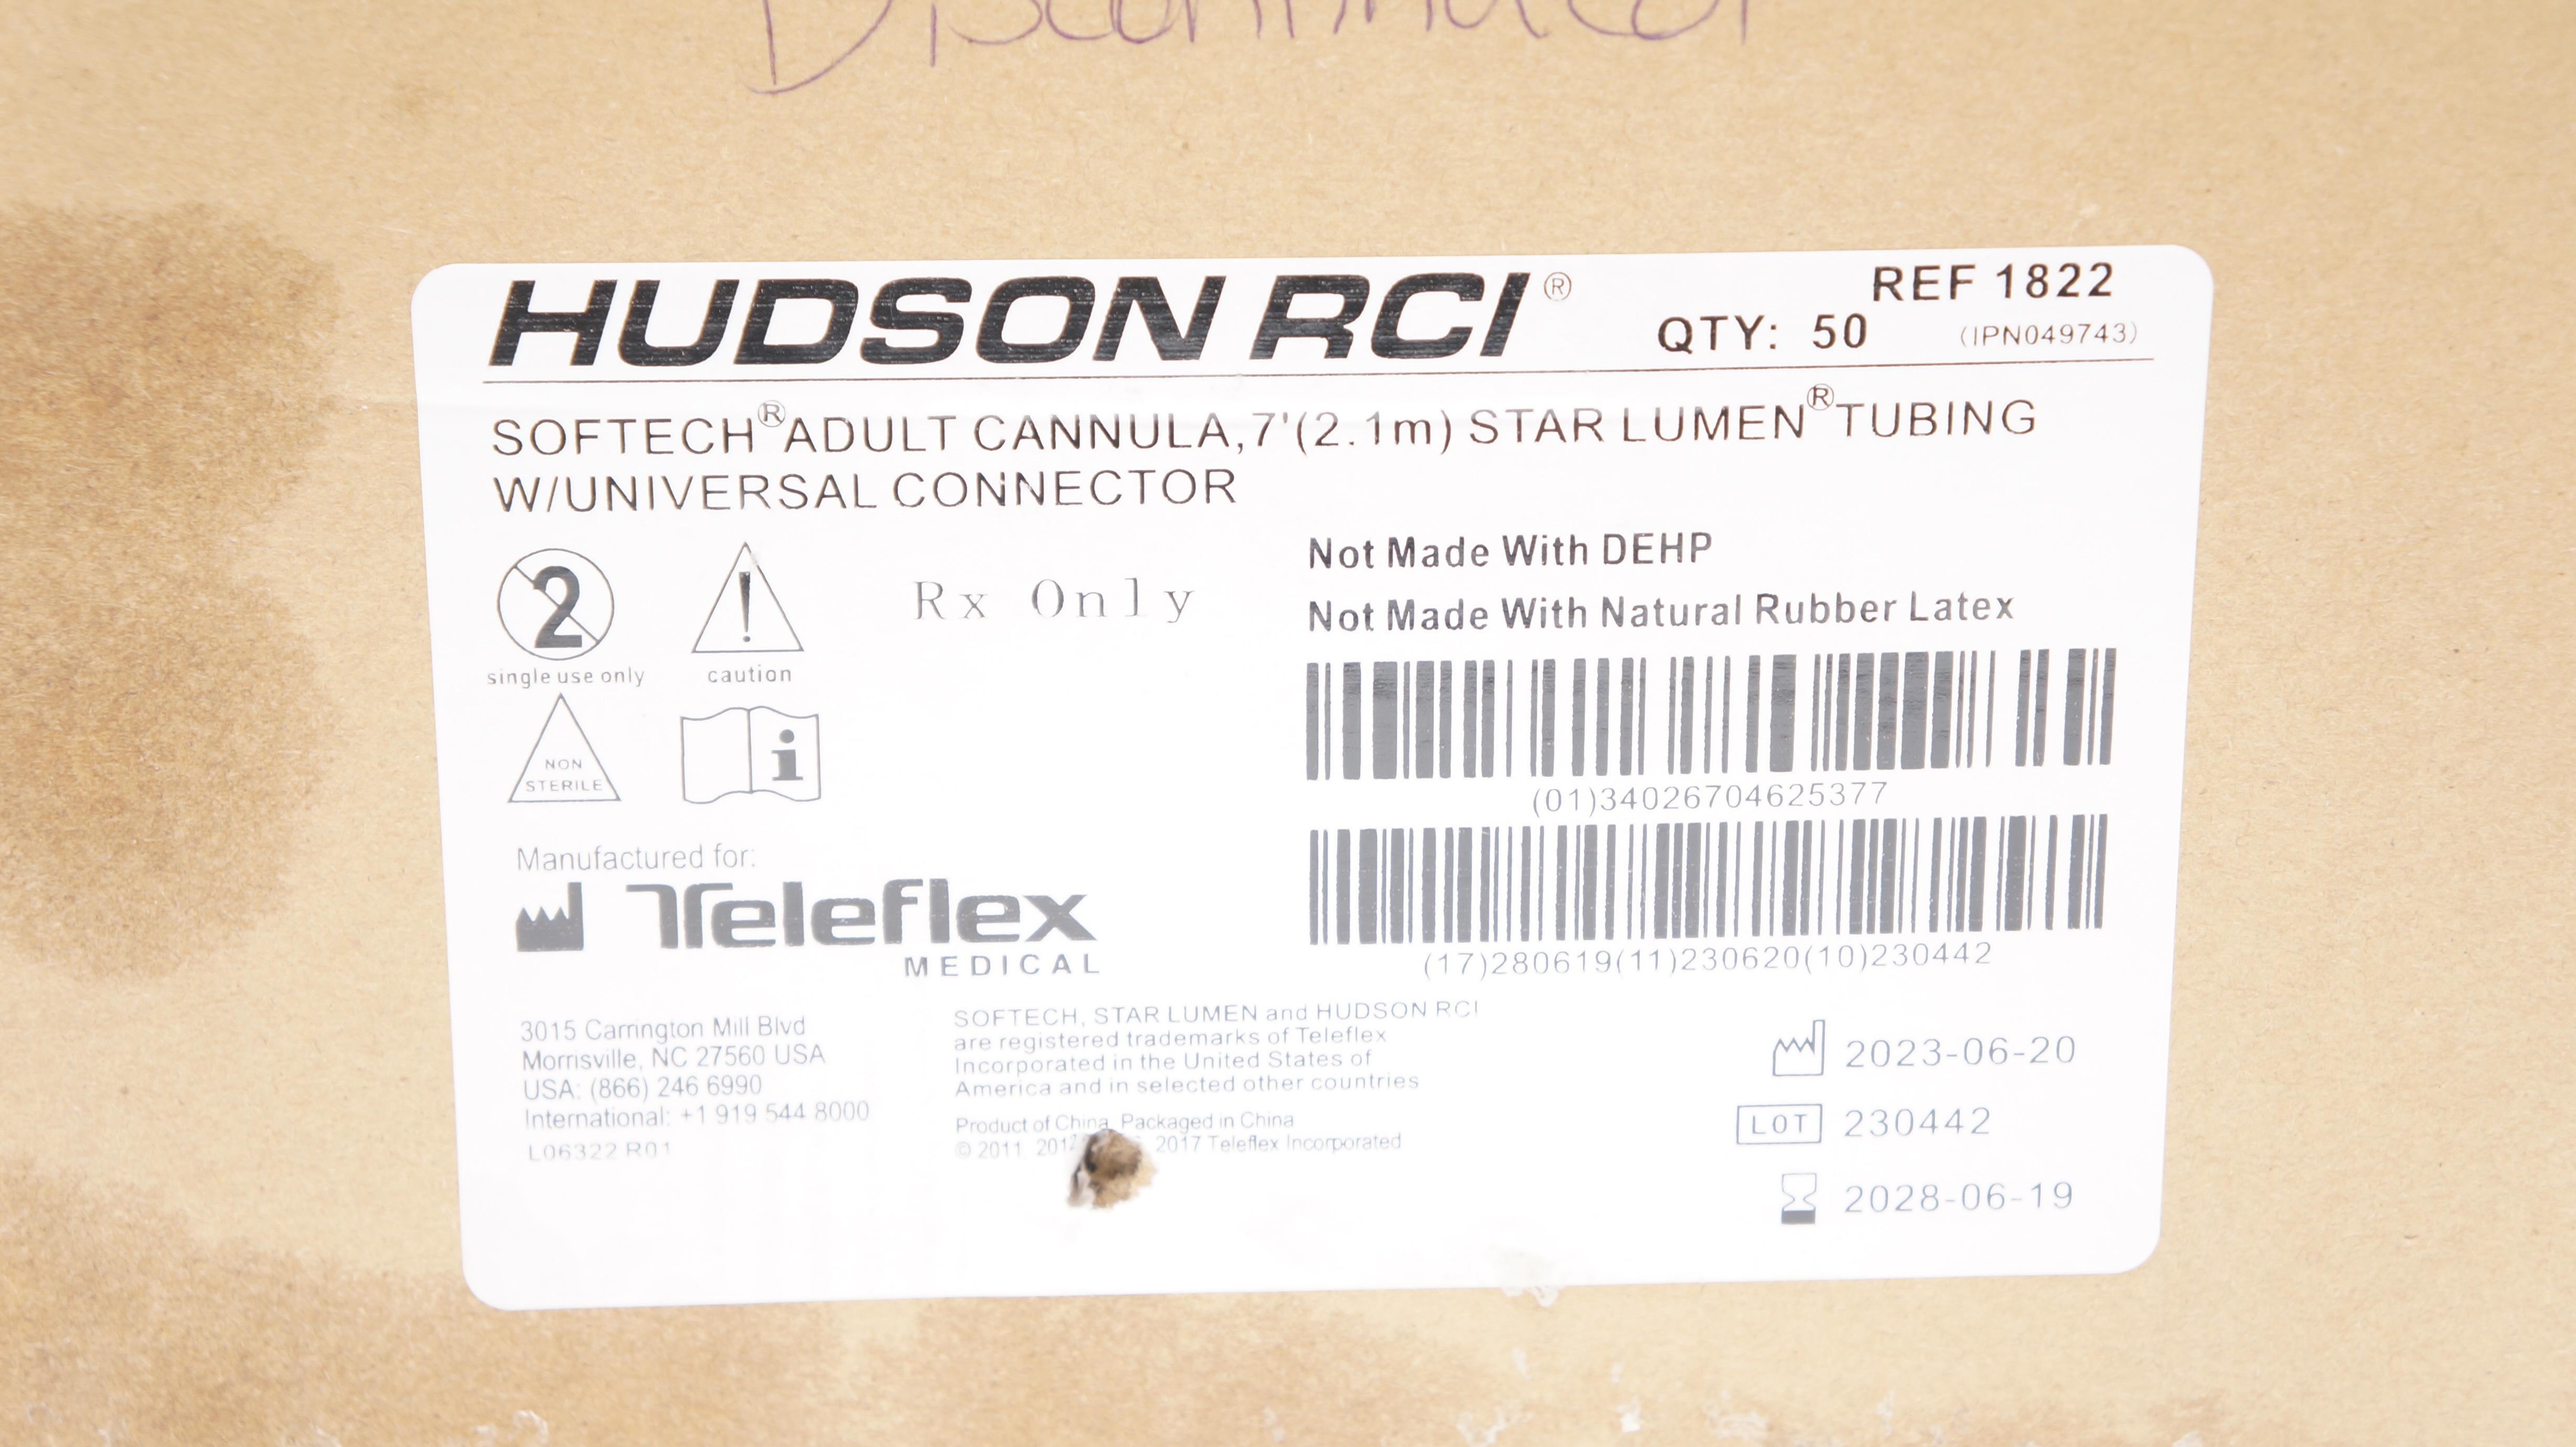 Discontinued
HUDSON RCI®
REF 1822
QTY: 50
(IPN049743)
SOFTECH® ADULT CANNULA, 7'(2.1m) STAR LUMEN® TUBING
W/UNIVERSAL CONNECTOR
2
single use only
!
caution
Rx Only
Not Made With DEHP
Not Made With Natural Rubber Latex
NON
STERILE
i
(01)34026704625377
(17)280619(11)230620(10)230442
Manufactured for:
Teleflex
MEDICAL
3015 Carrington Mill Blvd
Morrisville, NC 27560 USA
USA: (866) 246 6990
International: +1 919 544 8000
L06322 R01
SOFTECH, STAR LUMEN and HUDSON RCI
are registered trademarks of Teleflex
Incorporated in the United States of
America and in selected other countries
Product of China, Packaged in China
© 2011 2017 Teleflex Incorporated
2023-06-20
LOT 230442
2028-06-19